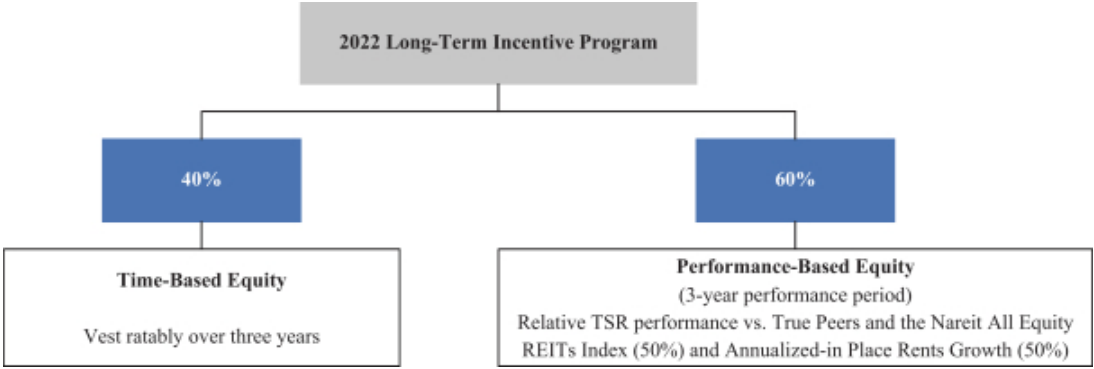 2022 Long-Term Incentive Program
40%
60%
Time-Based Equity
Vest ratably over three years
Performance-Based Equity
(3-year performance period)
Relative TSR performance vs. True Peers and the Nareit All Equity
REITs Index (50%) and Annualized-in Place Rents Growth (50%)